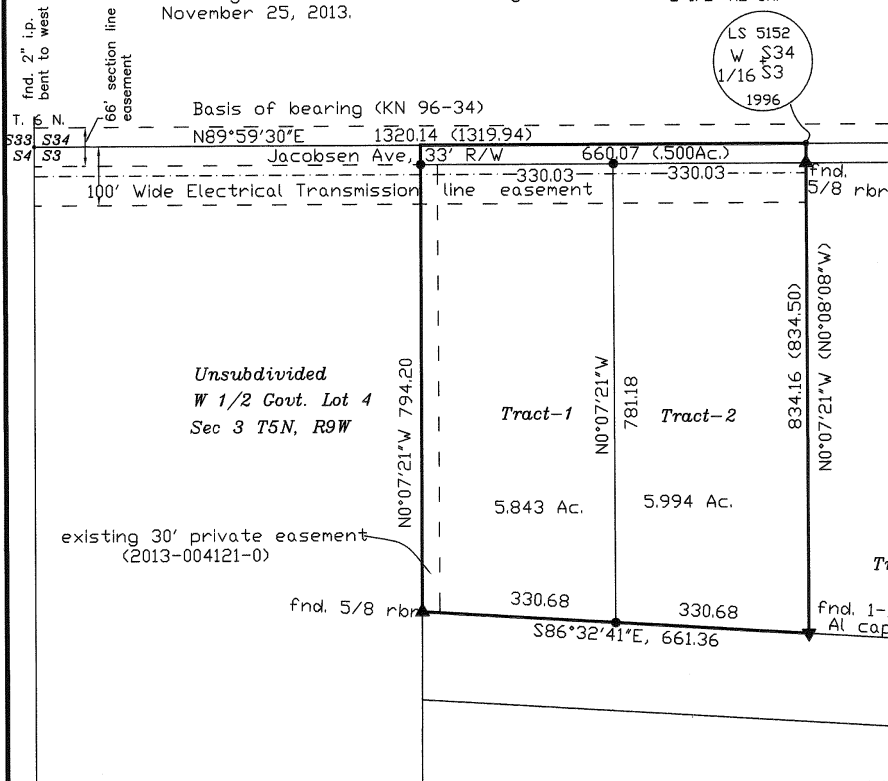 November 25, 2013.
fnd. 2" i.p.
bent to west
66' section line
easement
LS 5152
W S34
1/16 S3
1996
T. 6 N.
S33 S34
S4 S3
Basis of bearing (KN 96-34)
N89°59'30"E 1320.14 (1319.94)
Jacobsen Ave, 33' R/W 660.07 (.500Ac.)
330.03 330.03
fnd.
5/8 rbr
100' Wide Electrical Transmission line easement
Unsubdivided
W 1/2 Govt. Lot 4
Sec 3 T5N, R9W
N0°07'21"W 794.20
Tract-1
N0°07'21"W
781.18
Tract-2
834.16 (834.50)
N0°07'21"W (N0°08'08"W)
5.843 Ac.
5.994 Ac.
existing 30' private easement
(2013-004121-0)
fnd. 5/8 rbr
330.68
330.68
S86°32'41"E, 661.36
fnd. 1-
Al cap